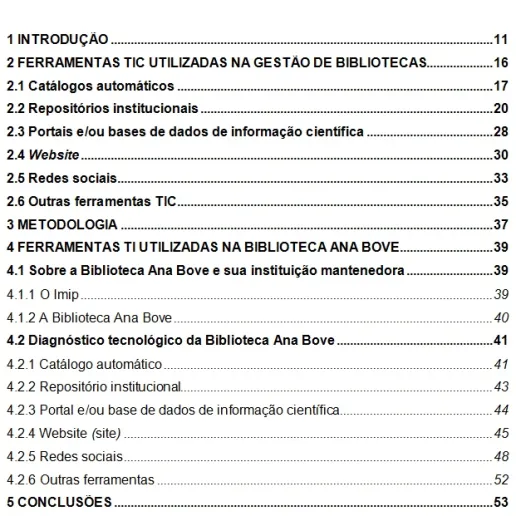 1 INTRODUÇÃO ........................................................................ 11
2 FERRAMENTAS TIC UTILIZADAS NA GESTÃO DE BIBLIOTECAS................. 16
2.1 Catálogos automáticos ............................................................ 17
2.2 Repositórios institucionais ....................................................... 20
2.3 Portais e/ou bases de dados de informação científica ........................ 28
2.4 Website ............................................................................. 30
2.5 Redes sociais....................................................................... 33
2.6 Outras ferramentas TIC........................................................... 35
3 METODOLOGIA ...................................................................... 37
4 FERRAMENTAS TI UTILIZADAS NA BIBLIOTECA ANA BOVE...................... 39
4.1 Sobre a Biblioteca Ana Bove e sua instituição mantenedora ................. 39
4.1.1 O Imip ............................................................................. 39
4.1.2 A Biblioteca Ana Bove ........................................................... 40
4.2 Diagnóstico tecnológico da Biblioteca Ana Bove ............................... 41
4.2.1 Catálogo automático ............................................................. 41
4.2.2 Repositório institucional......................................................... 43
4.2.3 Portal e/ou base de dados de informação científica.......................... 44
4.2.4 Website (site) ..................................................................... 45
4.2.5 Redes sociais ...................................................................... 48
4.2.6 Outras ferramentas ............................................................... 52
5 CONCLUSÕES ......................................................................... 53